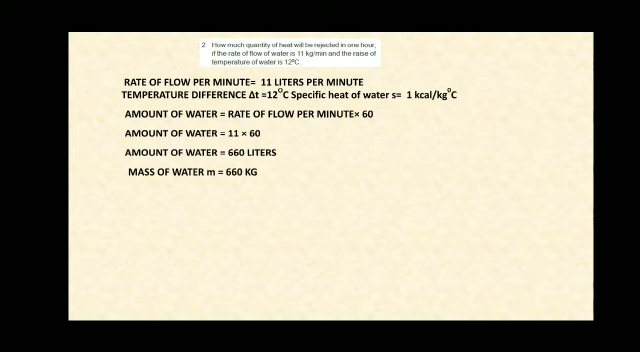 2 How much quantity of heat will be rejected in one hour,
if the rate of flow of water is 11 kg/min and the raise of
temperature of water is 12°C.
RATE OF FLOW PER MINUTE= 11 LITERS PER MINUTE
TEMPERATURE DIFFERENCE Δt =12°C Specific heat of water s= 1 kcal/kg°C
AMOUNT OF WATER = RATE OF FLOW PER MINUTE× 60
AMOUNT OF WATER = 11 × 60
AMOUNT OF WATER = 660 LITERS
MASS OF WATER m = 660 KG